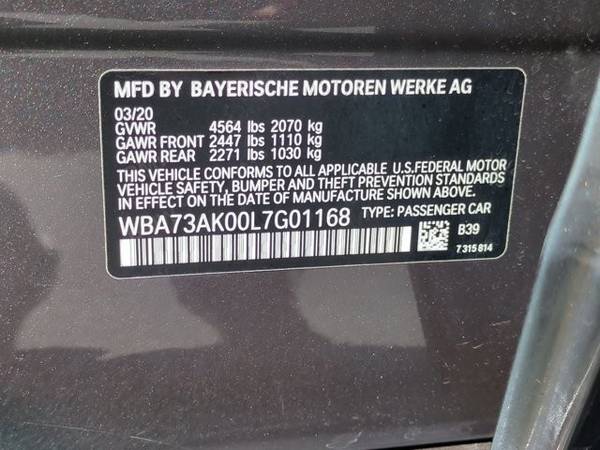 MFD BY BAYERISCHE MOTOREN WERKE AG
03/20
GVWR 4564 lbs 2070 kg
GAWR FRONT 2447 lbs 1110 kg
GAWR REAR 2271 lbs 1030 kg
THIS VEHICLE CONFORMS TO ALL APPLICABLE U.S.FEDERAL MOTOR
VEHICLE SAFETY, BUMPER AND THEFT PREVENTION STANDARDS
IN EFFECT ON THE DATE OF MANUFACTURE SHOWN ABOVE.
WBA73AK00L7G01168 TYPE: PASSENGER CAR
B39
7 315 814